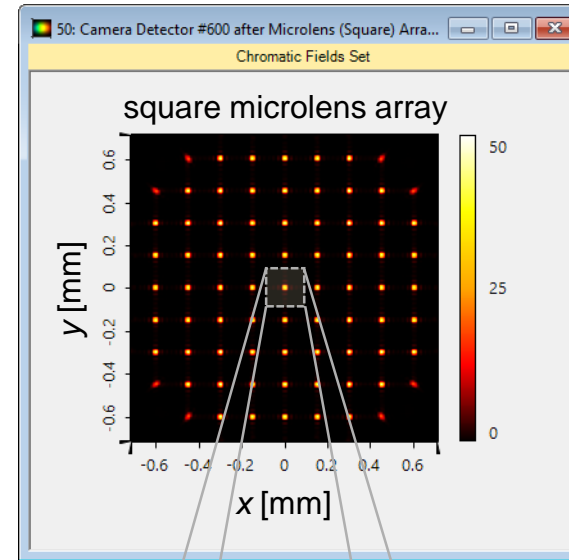 50: Camera Detector #600 after Microlens (Square) Arra...
Chromatic Fields Set
square microlens array
y [mm]
0.6
0.4
0.2
0
-0.2
-0.4
-0.6
50
25
0
-0.6 -0.4 -0.2 0 0.2 0.4 0.6
x [mm]